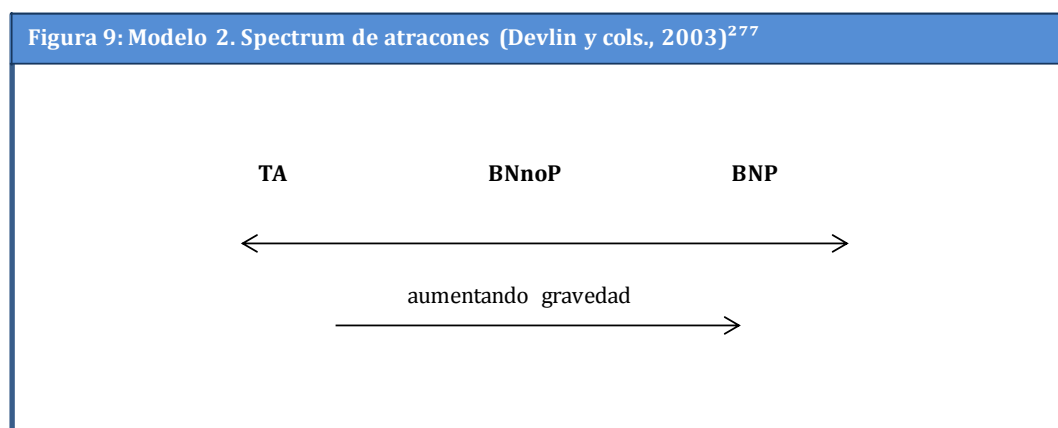 Figura 9: Modelo 2. Spectrum de atracones (Devlin y cols., 2003)²⁷⁷
TA BNnoP BNP
aumentando gravedad